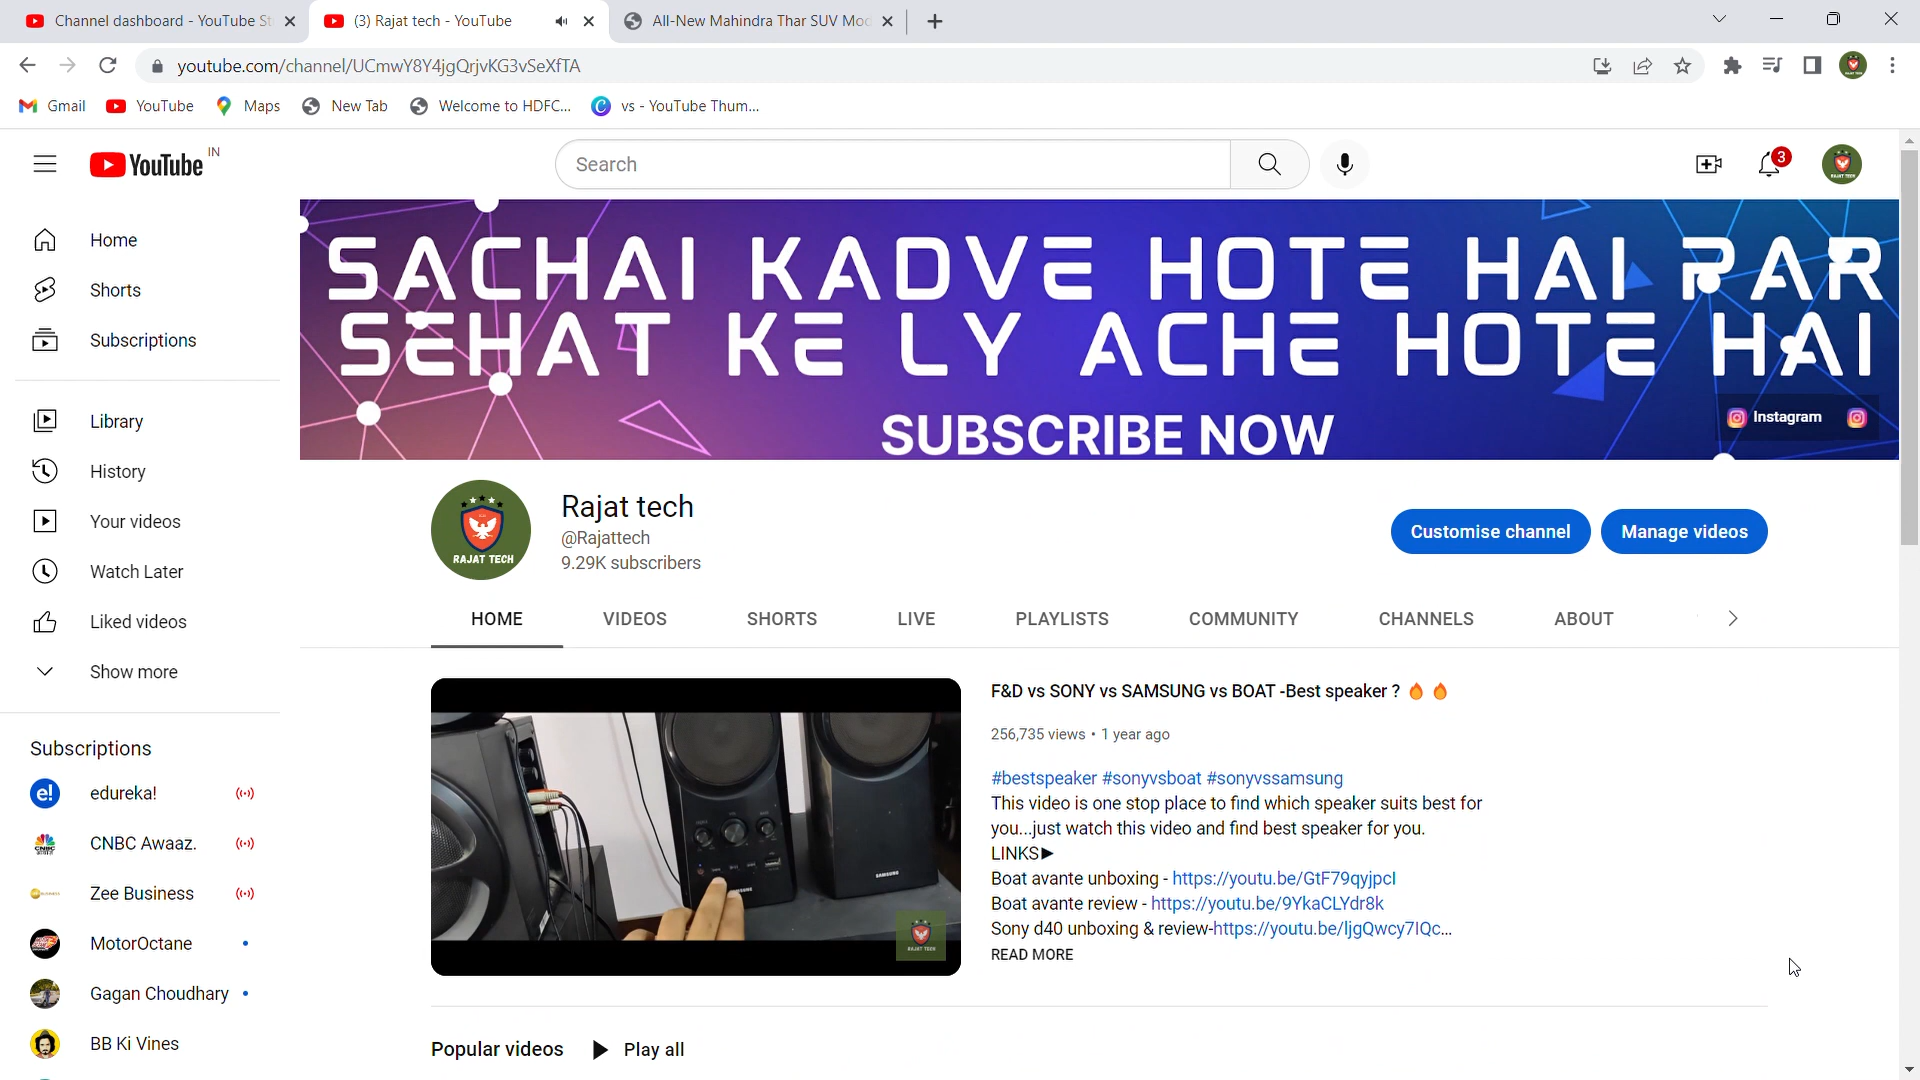 Channel dashboard - YouTube St
(3) Rajat tech - YouTube
All-New Mahindra Thar SUV Mod
youtube.com/channel/UCmwY8Y4jgQrjvKG3vSeXfTA
Gmail
YouTube
Maps
New Tab
Welcome to HDFC...
vs - YouTube Thum...
YouTube IN
Search
3
Home
Shorts
Subscriptions
Library
History
Your videos
Watch Later
Liked videos
Show more
Subscriptions
edureka!
CNBC Awaaz.
Zee Business
MotorOctane
Gagan Choudhary
BB Ki Vines
SACHAI KADVE HOTE HAI PAR
SEHAT KE LY ACHE HOTE HAI
SUBSCRIBE NOW
Instagram
RAJAT TECH
Rajat tech
@Rajattech
9.29K subscribers
Customise channel
Manage videos
HOME
VIDEOS
SHORTS
LIVE
PLAYLISTS
COMMUNITY
CHANNELS
ABOUT
SAMSUNG
RAJAT TECH
F&D vs SONY vs SAMSUNG vs BOAT -Best speaker ? 🔥 🔥
256,735 views • 1 year ago
#bestspeaker #sonyvsboat #sonyvssamsung
This video is one stop place to find which speaker suits best for
you...just watch this video and find best speaker for you.
LINKS▶
Boat avante unboxing - https://youtu.be/GtF79qyjpcI
Boat avante review - https://youtu.be/9YkaCLYdr8k
Sony d40 unboxing & review-https://youtu.be/ljgQwcy7IQc...
READ MORE
Popular videos
Play all